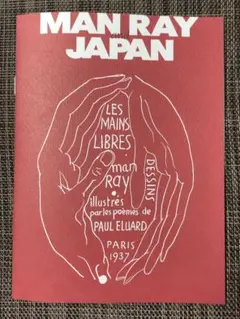 MAN RAY
JAPAN
LES
MAINS
LIBRES
man
RAY
DESSINS
illustrés
par les poèmes de
PAUL ELUARD
PARIS
1937